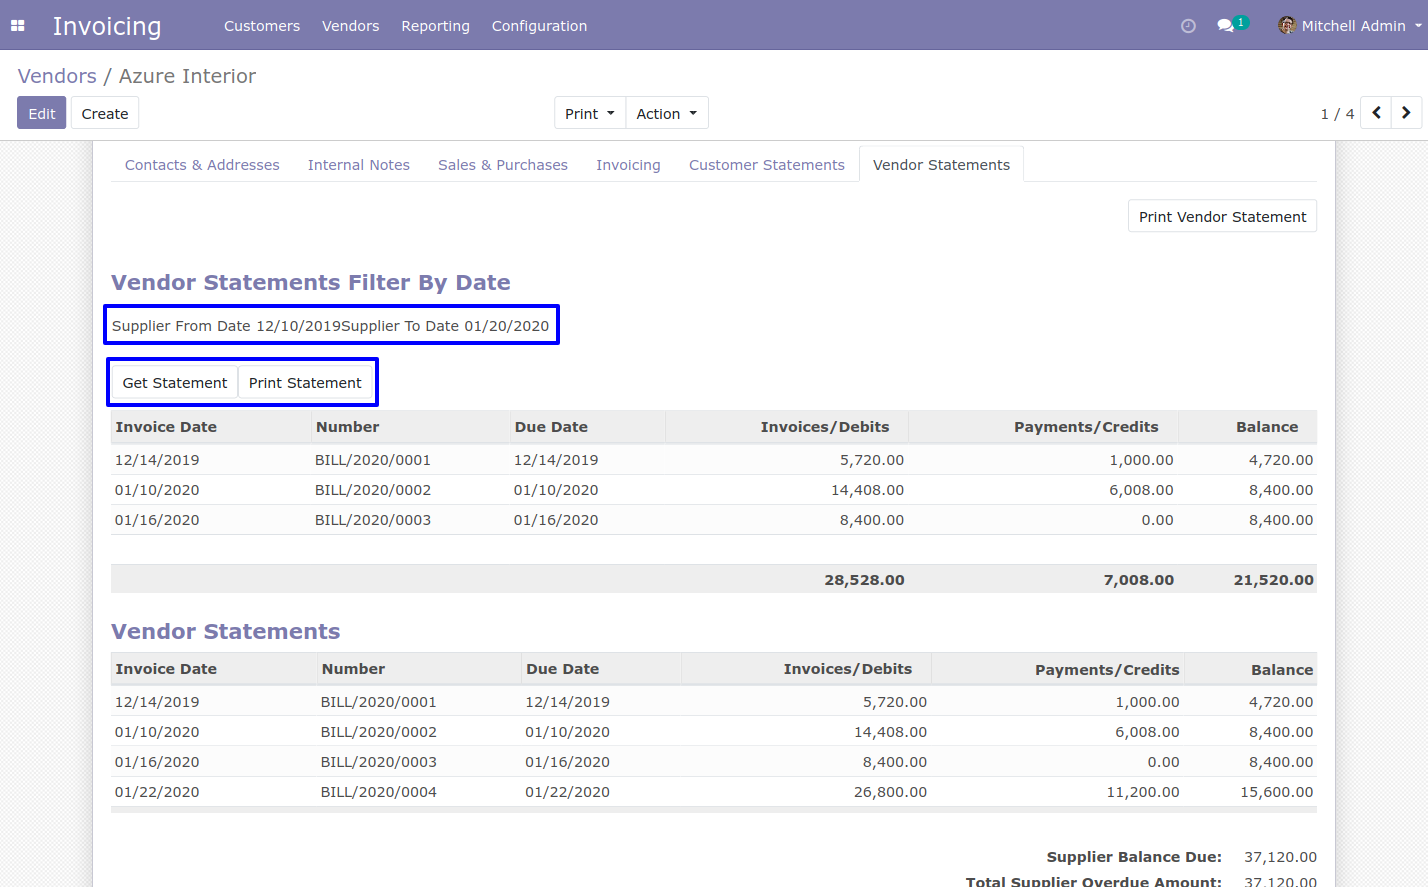 Invoicing Customers Vendors Reporting Configuration 1 Mitchell Admin
Vendors / Azure Interior
Edit Create Print Action 1 / 4
Contacts & Addresses Internal Notes Sales & Purchases Invoicing Customer Statements Vendor Statements
Print Vendor Statement
Vendor Statements Filter By Date
Supplier From Date 12/10/2019Supplier To Date 01/20/2020
Get Statement Print Statement
Invoice Date Number Due Date Invoices/Debits Payments/Credits Balance
12/14/2019 BILL/2020/0001 12/14/2019 5,720.00 1,000.00 4,720.00
01/10/2020 BILL/2020/0002 01/10/2020 14,408.00 6,008.00 8,400.00
01/16/2020 BILL/2020/0003 01/16/2020 8,400.00 0.00 8,400.00
28,528.00 7,008.00 21,520.00
Vendor Statements
Invoice Date Number Due Date Invoices/Debits Payments/Credits Balance
12/14/2019 BILL/2020/0001 12/14/2019 5,720.00 1,000.00 4,720.00
01/10/2020 BILL/2020/0002 01/10/2020 14,408.00 6,008.00 8,400.00
01/16/2020 BILL/2020/0003 01/16/2020 8,400.00 0.00 8,400.00
01/22/2020 BILL/2020/0004 01/22/2020 26,800.00 11,200.00 15,600.00
Supplier Balance Due: 37,120.00
Total Supplier Overdue Amount: 37,120.00